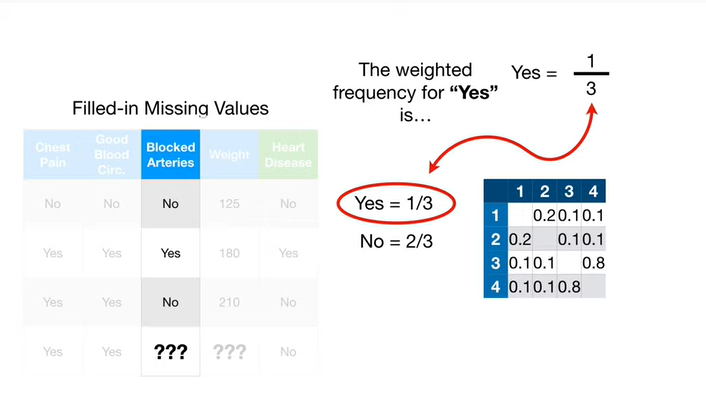 The weighted
frequency for “Yes”
is…
Yes =
1
3
Filled-in Missing Values
Chest Pain
Good Blood Circ.
Blocked Arteries
Weight
Heart Disease
No No No 125 No
Yes Yes Yes 180 Yes
Yes Yes No 210 No
Yes Yes ??? ??? No
Yes = 1/3
No = 2/3
1 2 3 4
1 0.2 0.1 0.1
2 0.2 0.1 0.1
3 0.1 0.1 0.8
4 0.1 0.1 0.8